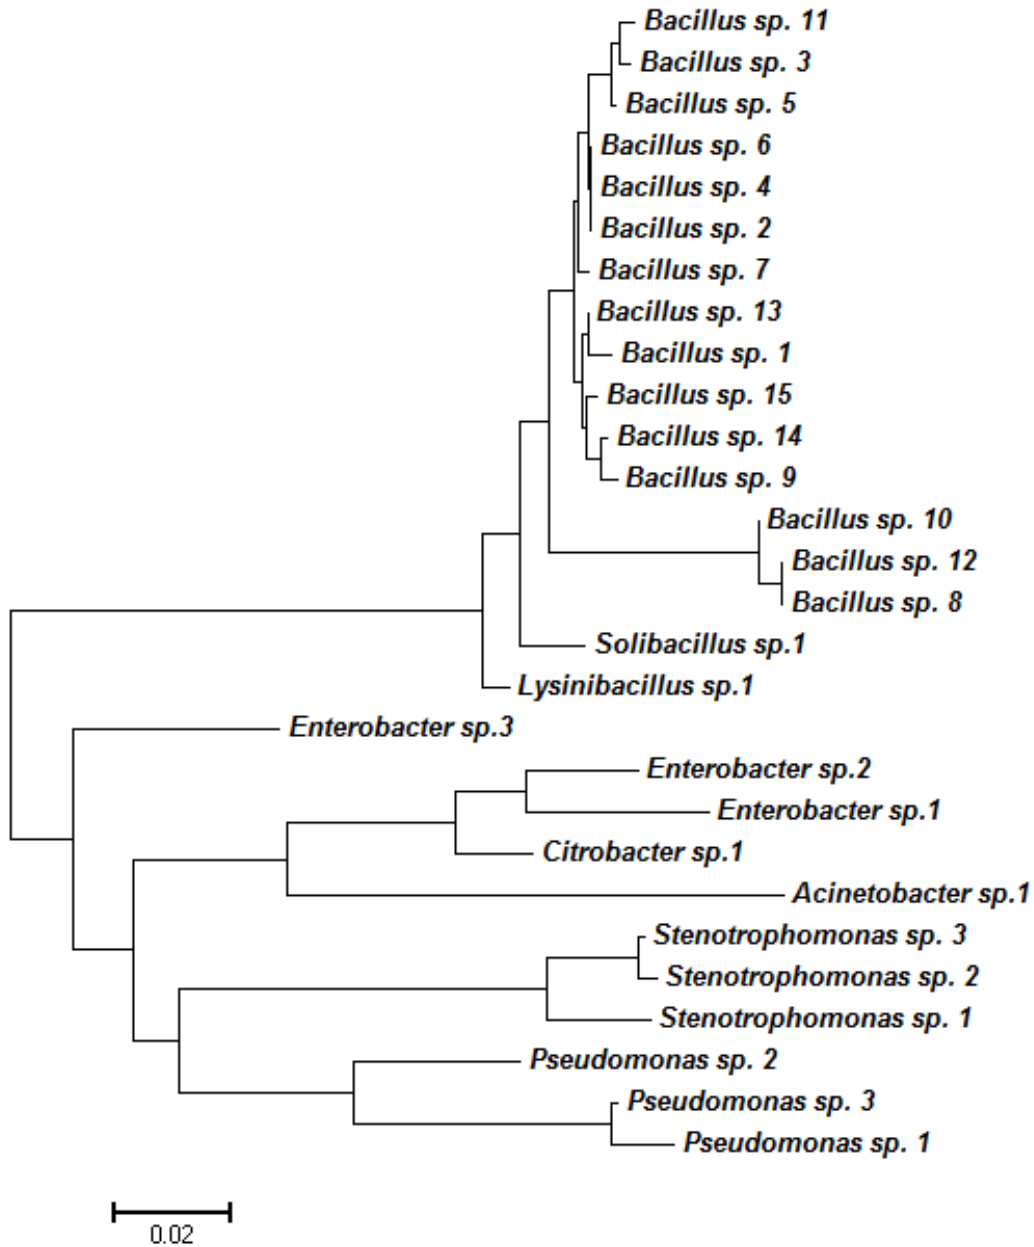 Bacillus sp. 11
Bacillus sp. 3
Bacillus sp. 5
Bacillus sp. 6
Bacillus sp. 4
Bacillus sp. 2
Bacillus sp. 7
Bacillus sp. 13
Bacillus sp. 1
Bacillus sp. 15
Bacillus sp. 14
Bacillus sp. 9
Bacillus sp. 10
Bacillus sp. 12
Bacillus sp. 8
Solibacillus sp.1
Lysinibacillus sp.1
Enterobacter sp.3
Enterobacter sp.2
Enterobacter sp.1
Citrobacter sp.1
Acinetobacter sp.1
Stenotrophomonas sp. 3
Stenotrophomonas sp. 2
Stenotrophomonas sp. 1
Pseudomonas sp. 2
Pseudomonas sp. 3
Pseudomonas sp. 1
0.02